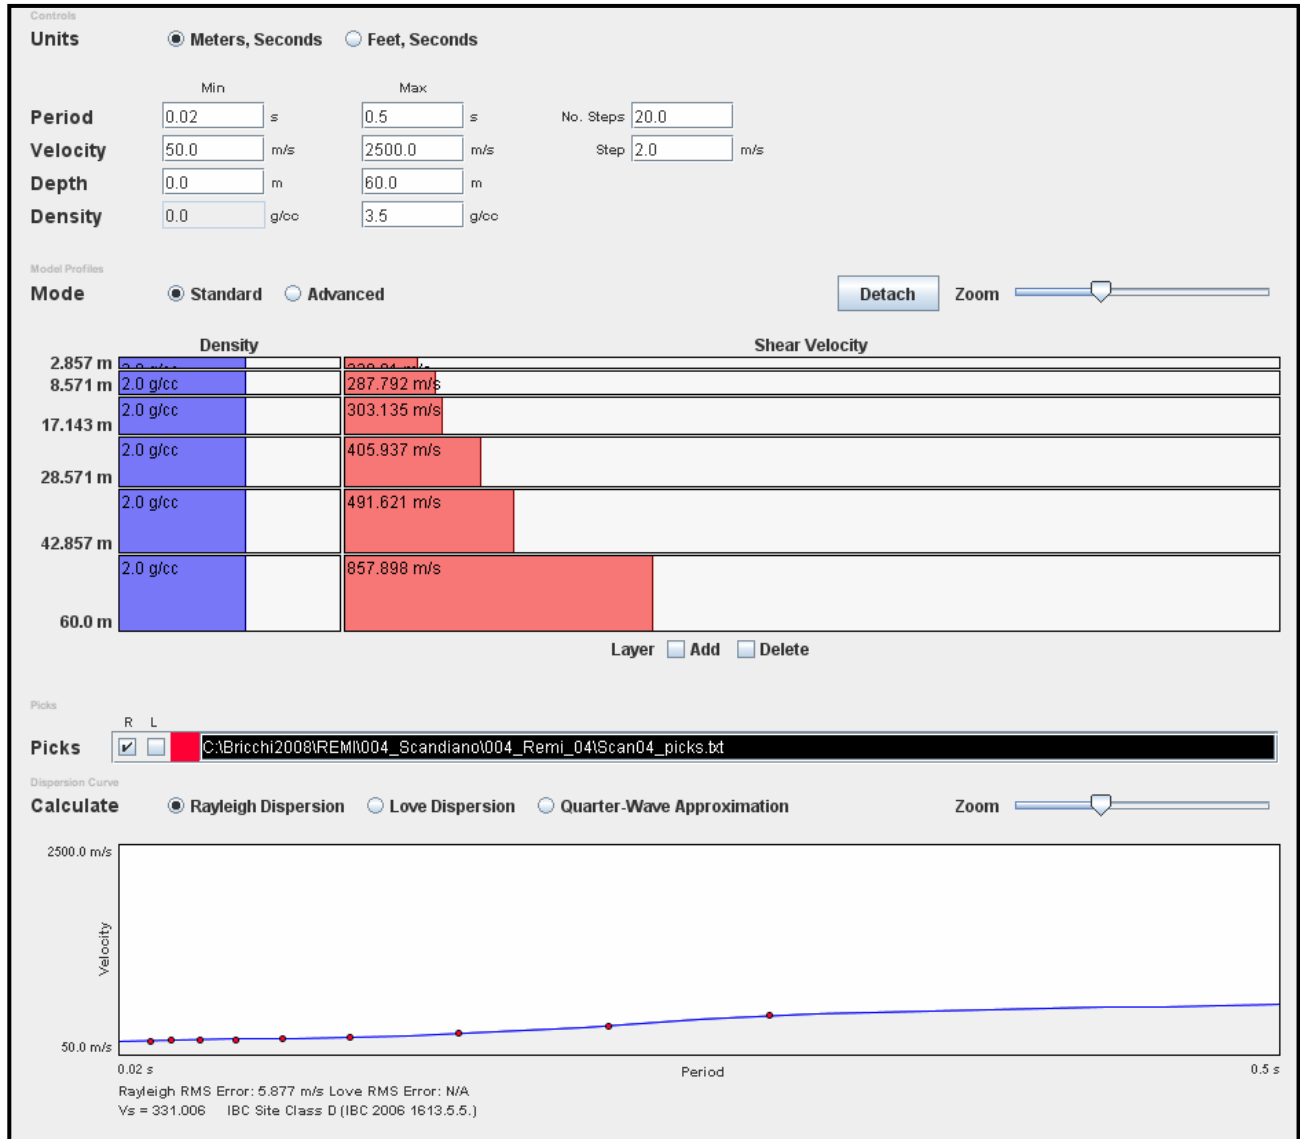 Controls
Units Meters, Seconds Feet, Seconds
Min Max
Period 0.02 s 0.5 s No. Steps 20.0
Velocity 50.0 m/s 2500.0 m/s Step 2.0 m/s
Depth 0.0 m 60.0 m
Density 0.0 g/cc 3.5 g/cc
Model Profiles
Mode Standard Advanced Detach Zoom
Density Shear Velocity
2.857 m
8.571 m 2.0 g/cc 287.792 m/s
2.0 g/cc 303.135 m/s
17.143 m
2.0 g/cc 405.937 m/s
28.571 m
2.0 g/cc 491.621 m/s
42.857 m
2.0 g/cc 857.898 m/s
60.0 m
Layer Add Delete
Picks
R L
Picks C:\Bricchi2008\REMI\004_Scandiano\004_Remi_04\Scan04_picks.txt
Dispersion Curve
Calculate Rayleigh Dispersion Love Dispersion Quarter-Wave Approximation Zoom
2500.0 m/s
Velocity
50.0 m/s
0.02 s Period 0.5 s
Rayleigh RMS Error: 5.877 m/s Love RMS Error: N/A
Vs = 331.006 IBC Site Class D (IBC 2006 1613.5.5.)